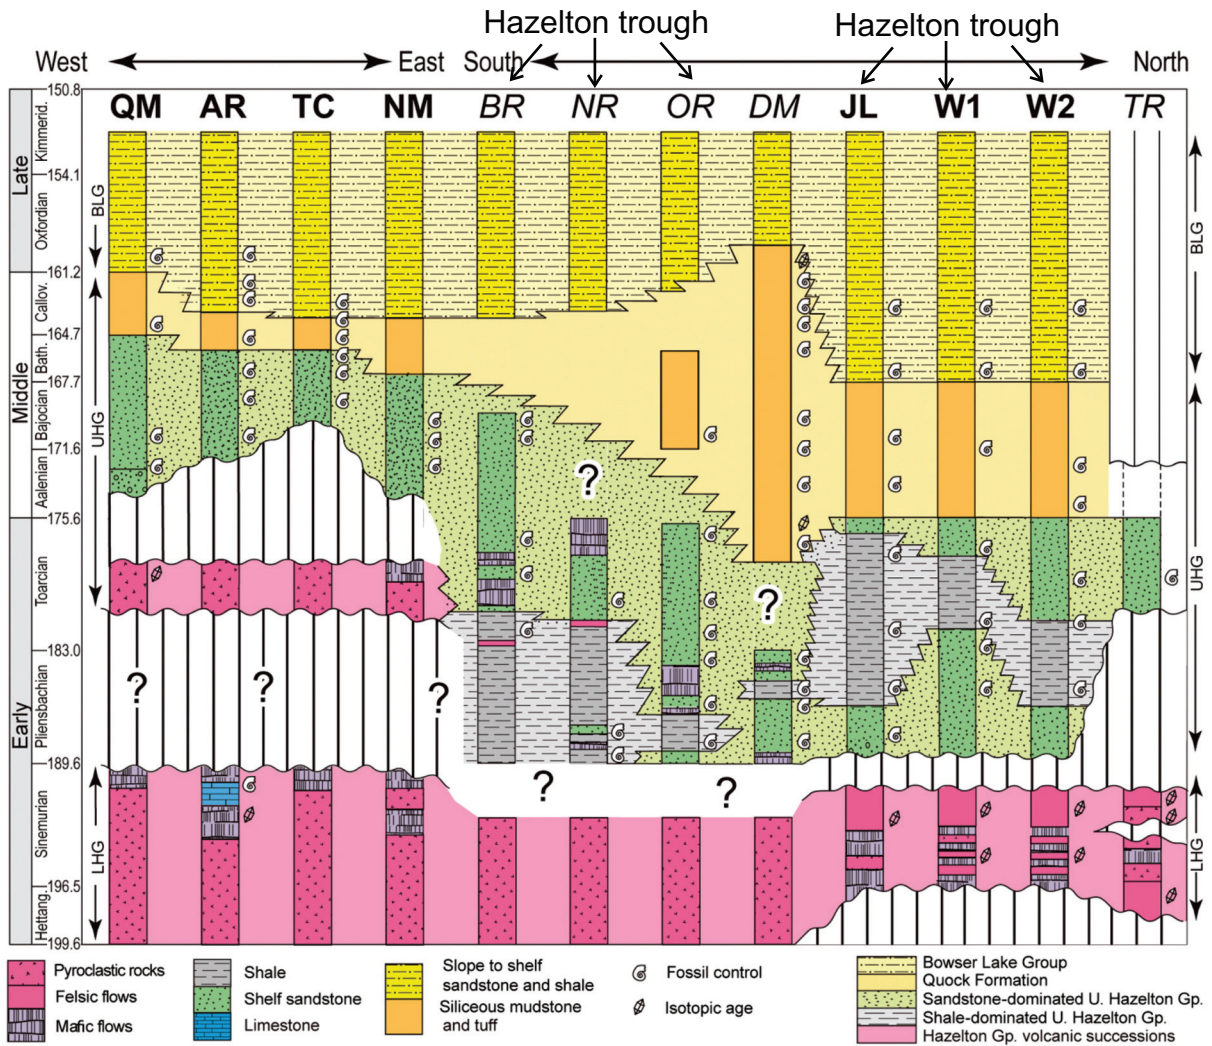 Hazelton trough Hazelton trough
West East South North
150.8 QM AR TC NM BR NR OR DM JL W1 W2 TR
Late
Kimmerid.
154.1
Oxfordian
BLG
BLG
161.2
Middle
Callov.
164.7
Bath.
167.7
Bajocian
171.6
Aalenian
UHG
?
175.6
Early
Toarcian
?
UHG
183.0
? ? ?
Pliensbachian
189.6
? ?
Sinemurian
LHG
LHG
196.5
Hettang.
199.6
Pyroclastic rocks
Felsic flows
Mafic flows
Shale
Shelf sandstone
Limestone
Slope to shelf
sandstone and shale
Siliceous mudstone
and tuff
Fossil control
Isotopic age
Bowser Lake Group
Quock Formation
Sandstone-dominated U. Hazelton Gp.
Shale-dominated U. Hazelton Gp.
Hazelton Gp. volcanic successions